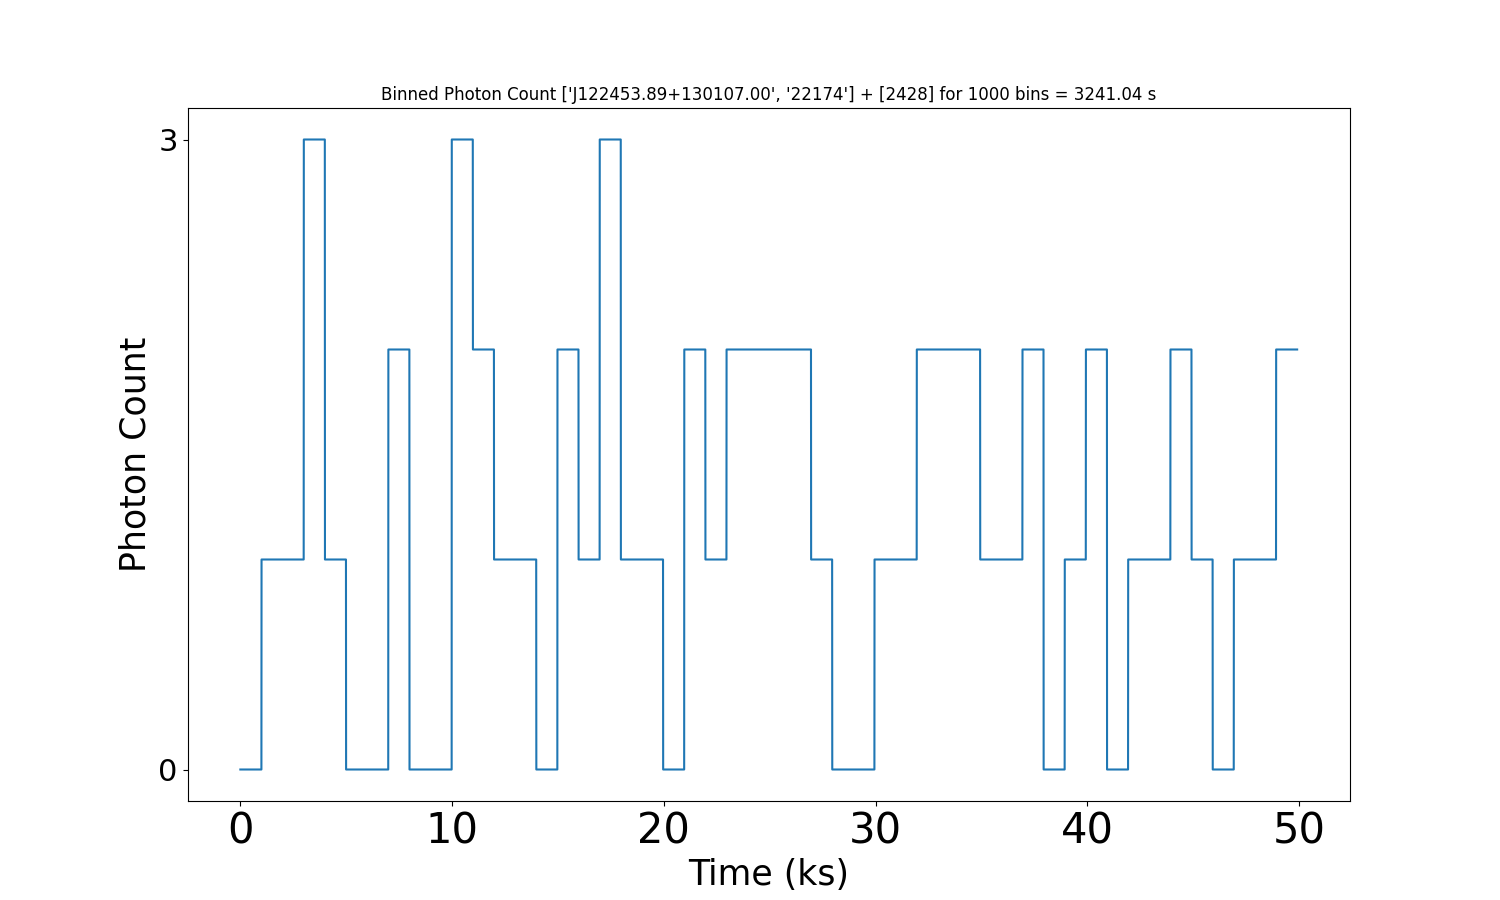 Binned Photon Count ['J122453.89+130107.00', '22174'] + [2428] for 1000 bins = 3241.04 s
Photon Count
3
0
0 10 20 30 40 50
Time (ks)